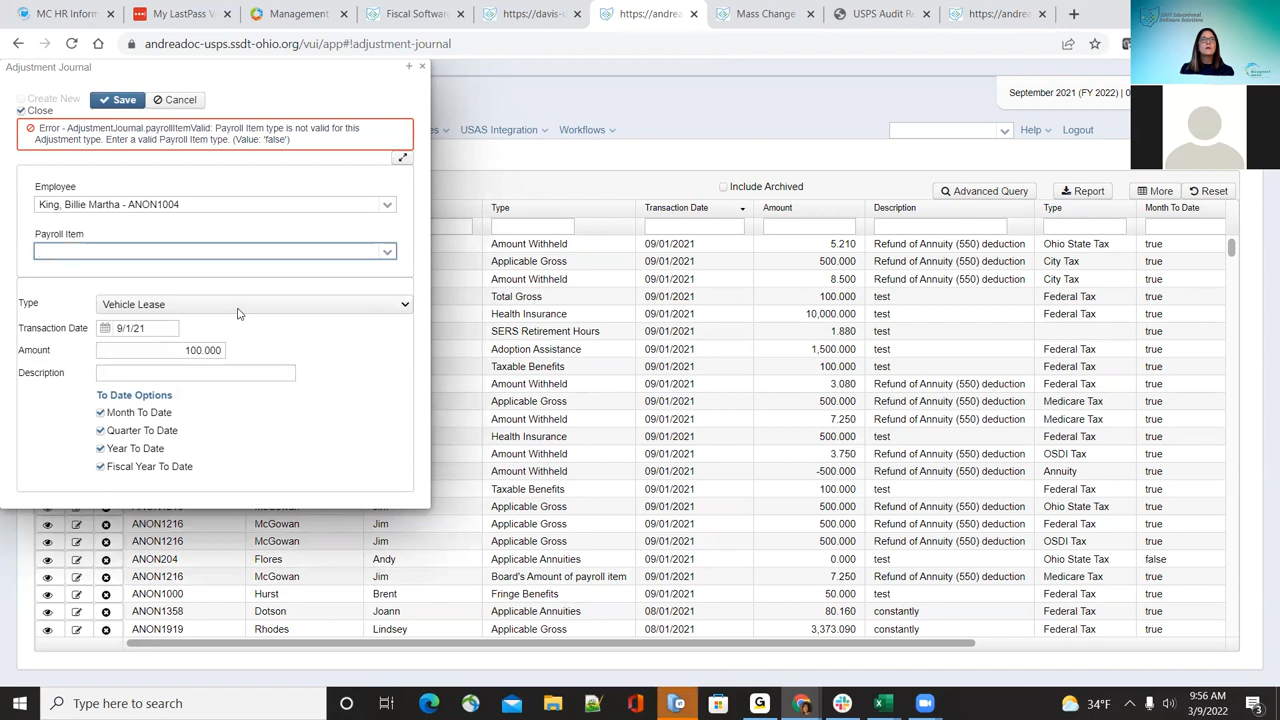 MC HR Inform
My LastPass V
Management
Fiscal Softwar
https://davis-
https://andrea
Mass Change
USPS Audit R
https://andrea
andreadoc-usps.ssdt-ohio.org/vui/app#!adjustment-journal
Adjustment Journal
Create New
Close
Save
Cancel
Error - AdjustmentJournal.payrollItemValid: Payroll Item type is not valid for this
Adjustment type. Enter a valid Payroll Item type. (Value: 'false')
USAS Integration
Workflows
Help
Logout
September 2021 (FY 2022)
Employee
King, Billie Martha - ANON1004
Payroll Item
Type
Vehicle Lease
Transaction Date
9/1/21
Amount
100.000
Description
To Date Options
Month To Date
Quarter To Date
Year To Date
Fiscal Year To Date
Include Archived
Advanced Query
Report
More
Reset
Type Transaction Date Amount Description Type Month To Date
Amount Withheld 09/01/2021 5.210 Refund of Annuity (550) deduction Ohio State Tax true
Applicable Gross 09/01/2021 500.000 Refund of Annuity (550) deduction City Tax true
Amount Withheld 09/01/2021 8.500 Refund of Annuity (550) deduction City Tax true
Total Gross 09/01/2021 100.000 test Federal Tax true
Health Insurance 09/01/2021 10,000.000 test Federal Tax true
SERS Retirement Hours 09/01/2021 1.880 test true
Adoption Assistance 09/01/2021 1,500.000 test Federal Tax true
Taxable Benefits 09/01/2021 100.000 test Federal Tax true
Amount Withheld 09/01/2021 3.080 Refund of Annuity (550) deduction Federal Tax true
Applicable Gross 09/01/2021 500.000 Refund of Annuity (550) deduction Medicare Tax true
Amount Withheld 09/01/2021 7.250 Refund of Annuity (550) deduction Medicare Tax true
Health Insurance 09/01/2021 500.000 test Federal Tax true
Amount Withheld 09/01/2021 3.750 Refund of Annuity (550) deduction OSDI Tax true
Amount Withheld 09/01/2021 -500.000 Refund of Annuity (550) deduction Annuity true
Taxable Benefits 09/01/2021 100.000 test Federal Tax true
Applicable Gross 09/01/2021 500.000 Refund of Annuity (550) deduction Ohio State Tax true
ANON1216 McGowan Jim Applicable Gross 09/01/2021 500.000 Refund of Annuity (550) deduction Federal Tax true
ANON1216 McGowan Jim Applicable Gross 09/01/2021 500.000 Refund of Annuity (550) deduction OSDI Tax true
ANON204 Flores Andy Applicable Annuities 09/01/2021 0.000 test Ohio State Tax false
ANON1216 McGowan Jim Board's Amount of payroll item 09/01/2021 7.250 Refund of Annuity (550) deduction Medicare Tax true
ANON1000 Hurst Brent Fringe Benefits 09/01/2021 50.000 test Federal Tax true
ANON1358 Dotson Joann Applicable Annuities 08/01/2021 80.160 constantly Federal Tax true
ANON1919 Rhodes Lindsey Applicable Gross 08/01/2021 3,373.090 constantly Federal Tax true
Type here to search
34°F
9:56 AM
3/9/2022
3